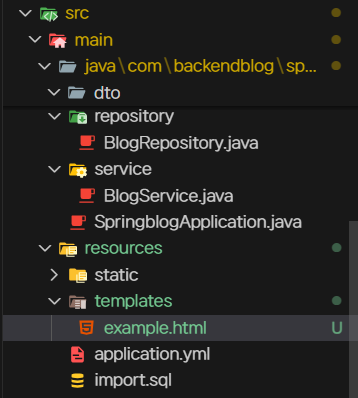 src
main
java\com\backendblog\sp...
dto
repository
BlogRepository.java
service
BlogService.java
SpringblogApplication.java
resources
static
templates
example.html U
application.yml
import.sql